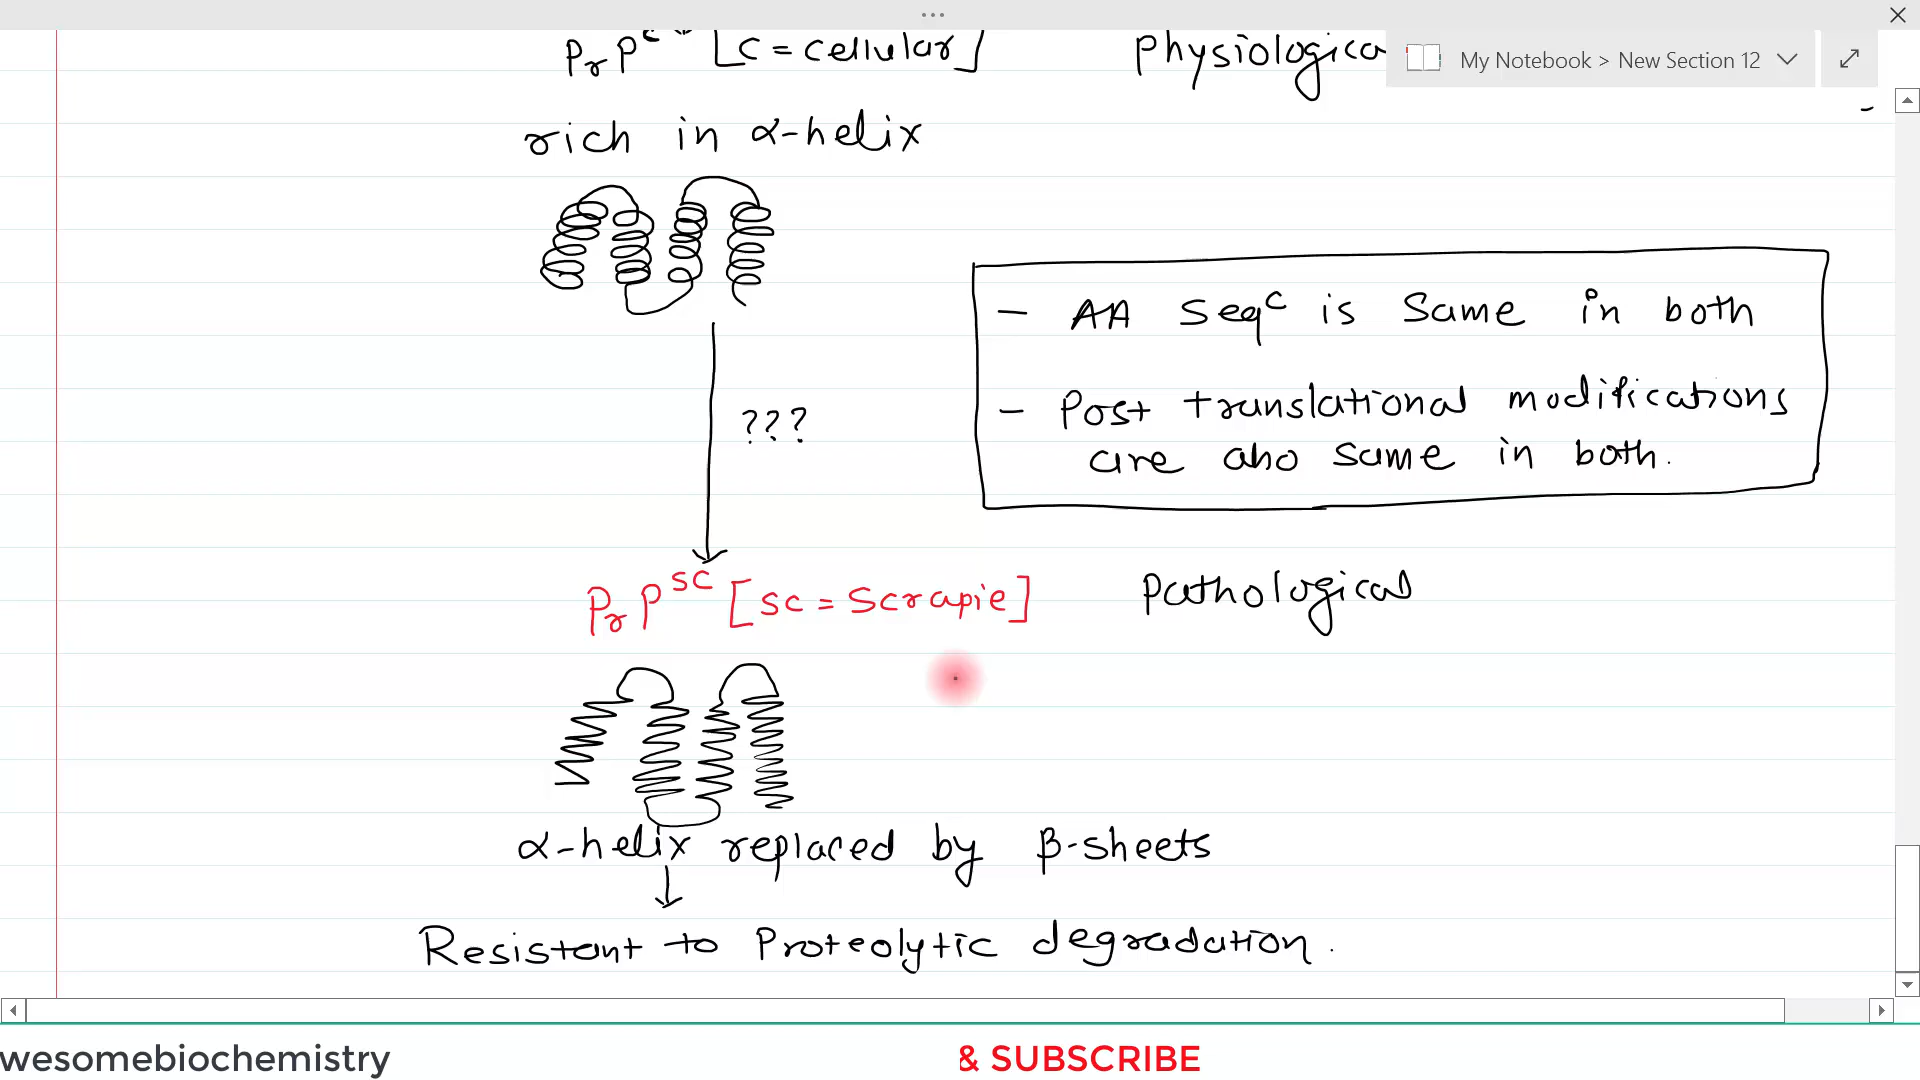 PrP^c [c = cellular]
Physiologica
My Notebook > New Section 12
rich in α-helix
- AA Seq^c is Same in both
- Post translational modifications
are also same in both.
???
PrP^sc [sc = Scrapie]
Pathological
α-helix replaced by β-sheets
Resistant to Proteolytic degradation.
wesomebiochemistry
& SUBSCRIBE